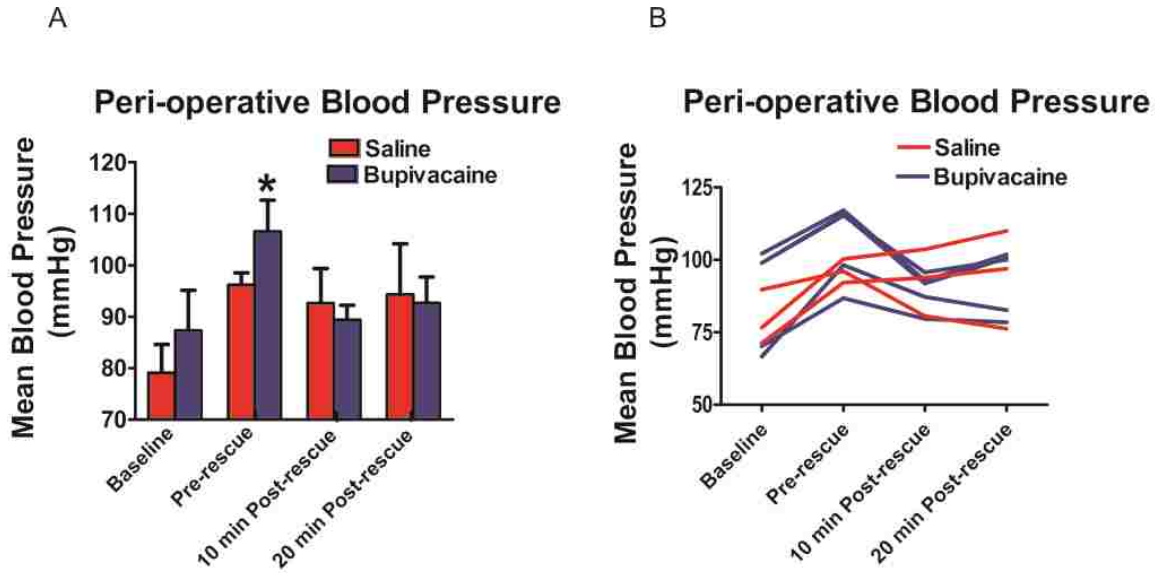 A
Peri-operative Blood Pressure
Saline
Bupivacaine
Mean Blood Pressure
(mmHg)
120
110
100
90
80
70
*
Baseline
Pre-rescue
10 min Post-rescue
20 min Post-rescue
B
Peri-operative Blood Pressure
Saline
Bupivacaine
Mean Blood Pressure
(mmHg)
125
100
75
50
Baseline
Pre-rescue
10 min Post-rescue
20 min Post-rescue